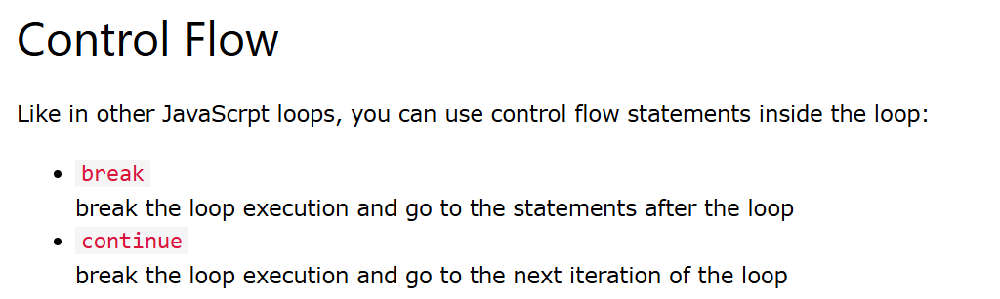 Control Flow
Like in other JavaScrpt loops, you can use control flow statements inside the loop:
break
break the loop execution and go to the statements after the loop
continue
break the loop execution and go to the next iteration of the loop